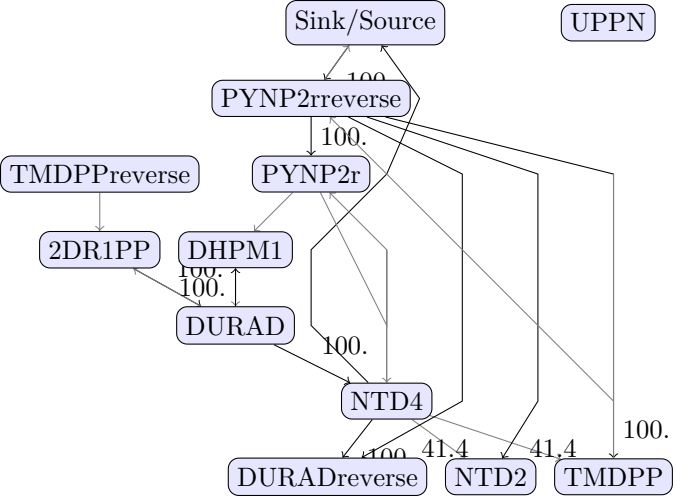 Sink/Source
UPPN
100.
PYNP2rreverse
100.
TMDPPreverse
PYNP2r
2DR1PP
DHPM1
100.
100.
DURAD
100.
NTD4
100.
41.4
41.4
100.
DURADreverse
NTD2
TMDPP